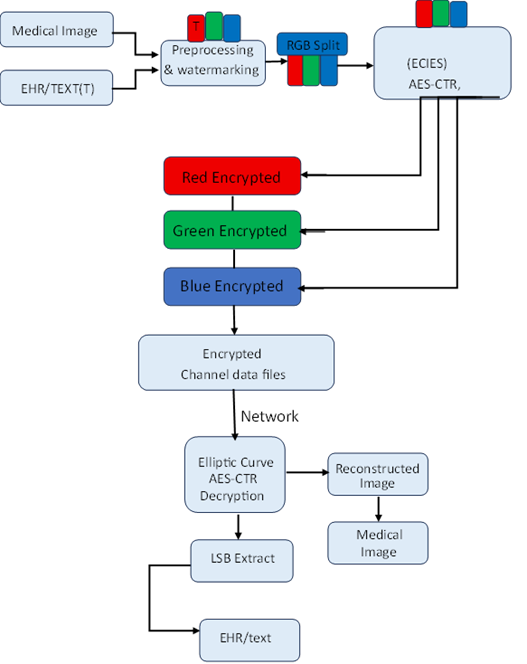 Medical Image
EHR/TEXT(T)
T
Preprocessing
& watermarking
RGB Split
(ECIES)
AES-CTR,
Red Encrypted
Green Encrypted
Blue Encrypted
Encrypted
Channel data files
Network
Elliptic Curve
AES-CTR
Decryption
Reconstructed
Image
Medical
Image
LSB Extract
EHR/text